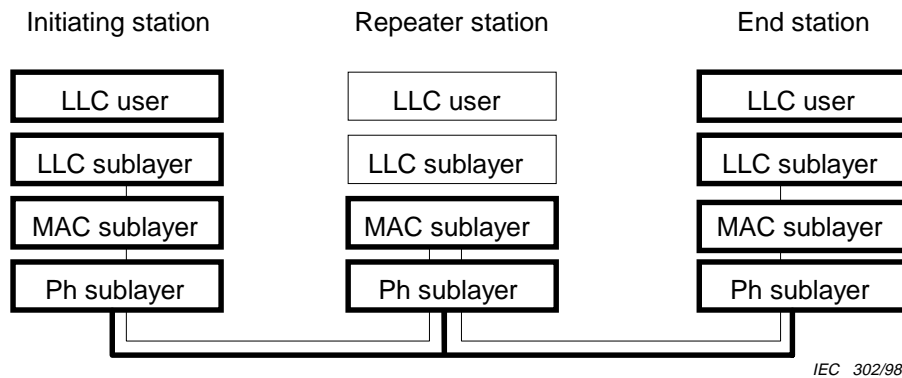 Initiating station
Repeater station
End station
LLC user
LLC user
LLC user
LLC sublayer
LLC sublayer
LLC sublayer
MAC sublayer
MAC sublayer
MAC sublayer
Ph sublayer
Ph sublayer
Ph sublayer
IEC 302/98